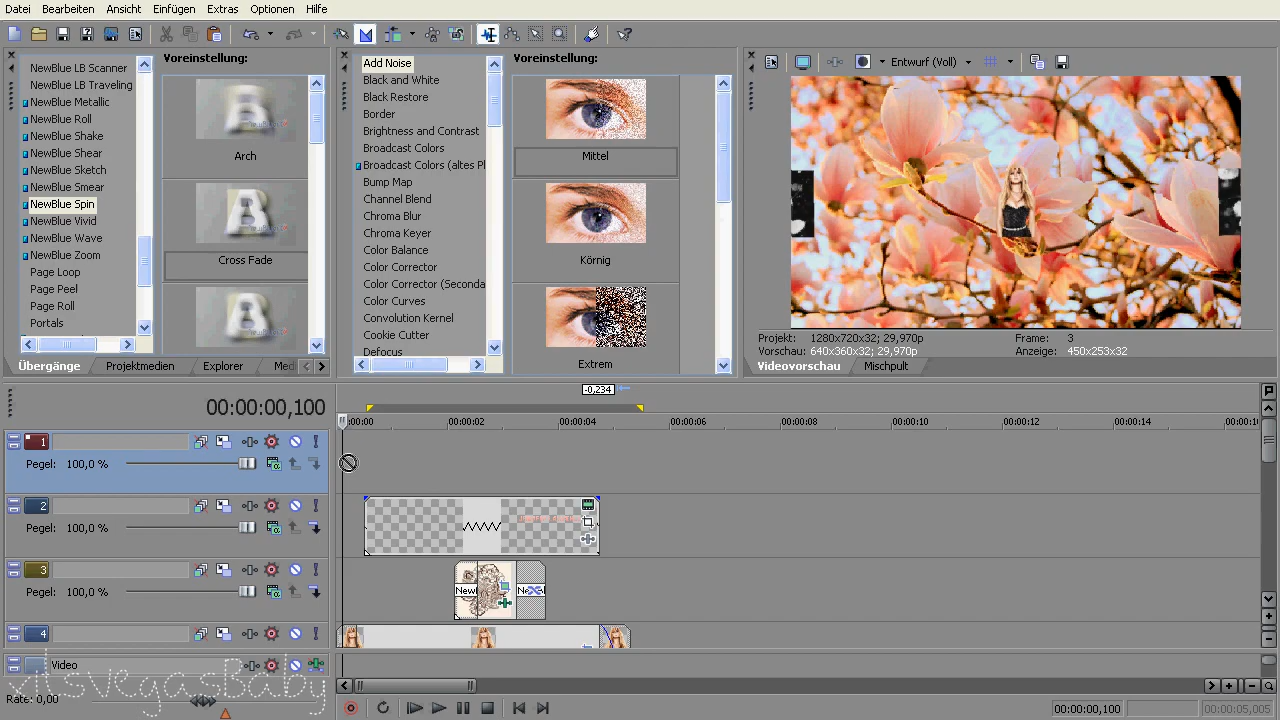 Datei Bearbeiten Ansicht Einfügen Extras Optionen Hilfe
NewBlue LB Scanner
NewBlue LB Traveling
NewBlue Metallic
NewBlue Roll
NewBlue Shake
NewBlue Shear
NewBlue Sketch
NewBlue Smear
NewBlue Spin
NewBlue Vivid
NewBlue Wave
NewBlue Zoom
Page Loop
Page Peel
Page Roll
Portals
Voreinstellung:
Arch
Cross Fade
Übergänge Projektmedien Explorer Med
Add Noise
Black and White
Black Restore
Border
Brightness and Contrast
Broadcast Colors
Broadcast Colors (altes Pl
Bump Map
Channel Blend
Chroma Blur
Chroma Keyer
Color Balance
Color Corrector
Color Corrector (Seconda
Color Curves
Convolution Kernel
Cookie Cutter
Defocus
Voreinstellung:
Mittel
Körnig
Extrem
Entwurf (Voll)
Projekt: 1280x720x32; 29,970p Frame: 3
Vorschau: 640x360x32; 29,970p Anzeige: 450x253x32
Videovorschau Mischpult
-0,234
00:00:00,100
:00:00 00:00:02 00:00:04 00:00:06 00:00:08 00:00:10 00:00:12 00:00:14 00:00:1
1
Pegel: 100,0 %
2
Pegel: 100,0 %
3
Pegel: 100,0 %
4
Video
itsvegasBaby
Rate: 0,00
00:00:00,100 00:00:05,005